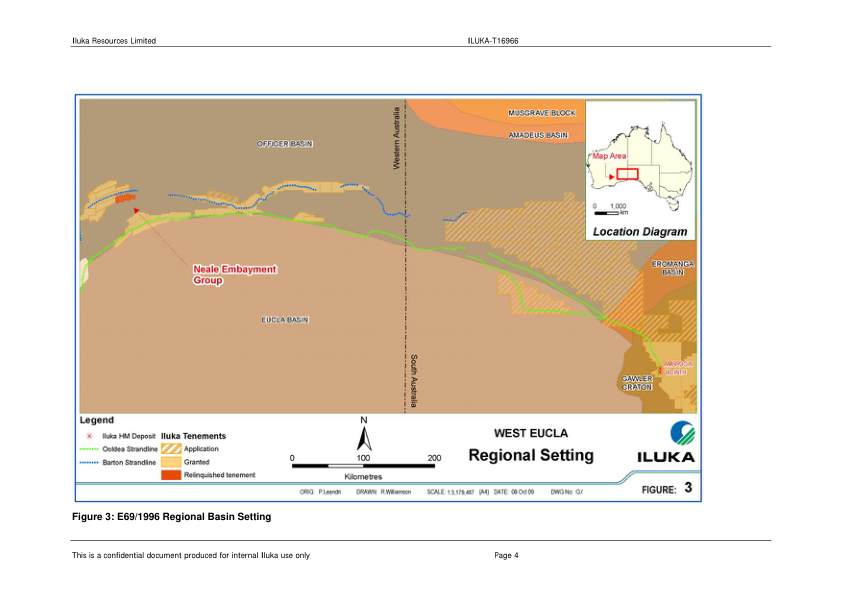 Iluka Resources Limited ILUKA-T16966
MUSGRAVE BLOCK
AMADEUS BASIN
OFFICER BASIN
Western Australia
Map Area
0 1,000
km
Location Diagram
Neale Embayment
Group
EROMANGA
BASIN
EUCLA BASIN
South Australia
GAWLER
CRATON
Legend
Iluka HM Deposit
Ooldea Strandline
Barton Strandline
Iluka Tenements
Application
Granted
Relinquished tenement
N
0 100 200
Kilometres
WEST EUCLA
Regional Setting
ILUKA
ORIG: P.Leandri DRAWN: R.Williamson SCALE: 1:3,179,487 (A4) DATE: 08 Oct 09 DWG No:
FIGURE: 3
Figure 3: E69/1996 Regional Basin Setting
This is a confidential document produced for internal Iluka use only Page 4